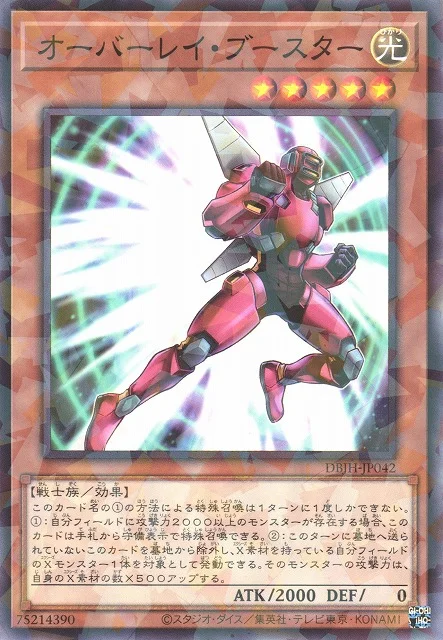 オーバーレイ・ブースター
光
DBJH-JP042
【戦士族／効果】
このカード名の①の方法による特殊召喚は１ターンに１度しかできない。
①：自分フィールドに攻撃力２０００以上のモンスターが存在する場合、この
カードは手札から守備表示で特殊召喚できる。②：このターンに墓地へ送ら
れていないこのカードを墓地から除外し、X素材を持っている自分フィールド
のXモンスター１体を対象として発動できる。そのモンスターの攻撃力は、
自身のX素材の数×５００アップする。
ATK/2000 DEF/ 0
75214390
©スタジオ・ダイス／集英社・テレビ東京・KONAMI